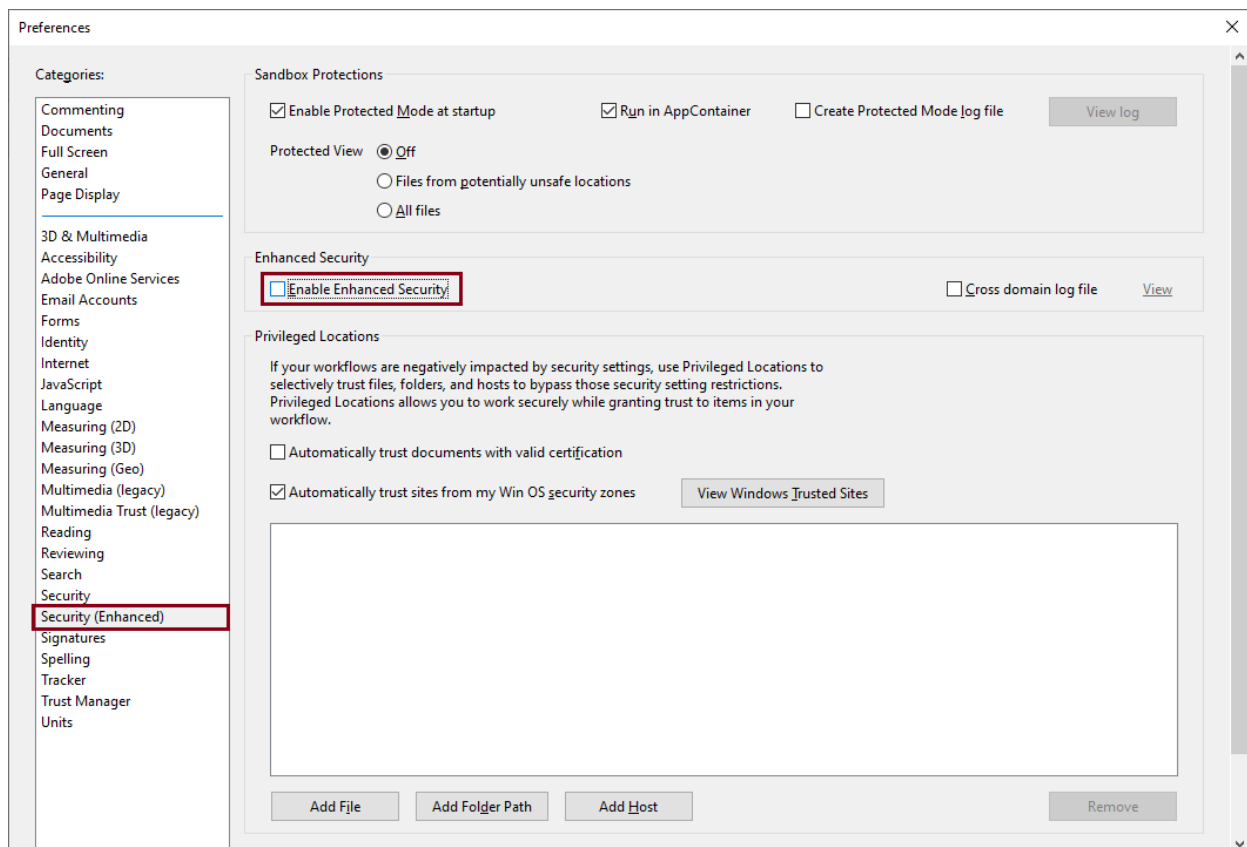 Preferences
Categories:
Commenting
Documents
Full Screen
General
Page Display
3D & Multimedia
Accessibility
Adobe Online Services
Email Accounts
Forms
Identity
Internet
JavaScript
Language
Measuring (2D)
Measuring (3D)
Measuring (Geo)
Multimedia (legacy)
Multimedia Trust (legacy)
Reading
Reviewing
Search
Security
Security (Enhanced)
Signatures
Spelling
Tracker
Trust Manager
Units
Sandbox Protections
Enable Protected Mode at startup Run in AppContainer Create Protected Mode log file View log
Protected View Off
Files from potentially unsafe locations
All files
Enhanced Security
Enable Enhanced Security Cross domain log file View
Privileged Locations
If your workflows are negatively impacted by security settings, use Privileged Locations to
selectively trust files, folders, and hosts to bypass those security setting restrictions.
Privileged Locations allows you to work securely while granting trust to items in your
workflow.
Automatically trust documents with valid certification
Automatically trust sites from my Win OS security zones View Windows Trusted Sites
Add File Add Folder Path Add Host Remove